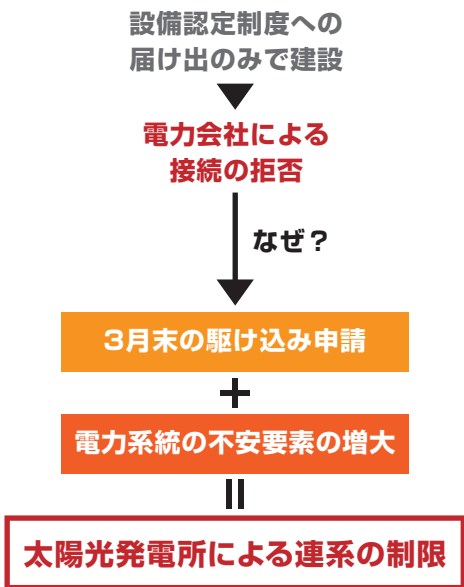 設備認定制度への
届け出のみで建設
電力会社による
接続の拒否
なぜ？
3月末の駆け込み申請
+
電力系統の不安要素の増大
太陽光発電所による連系の制限